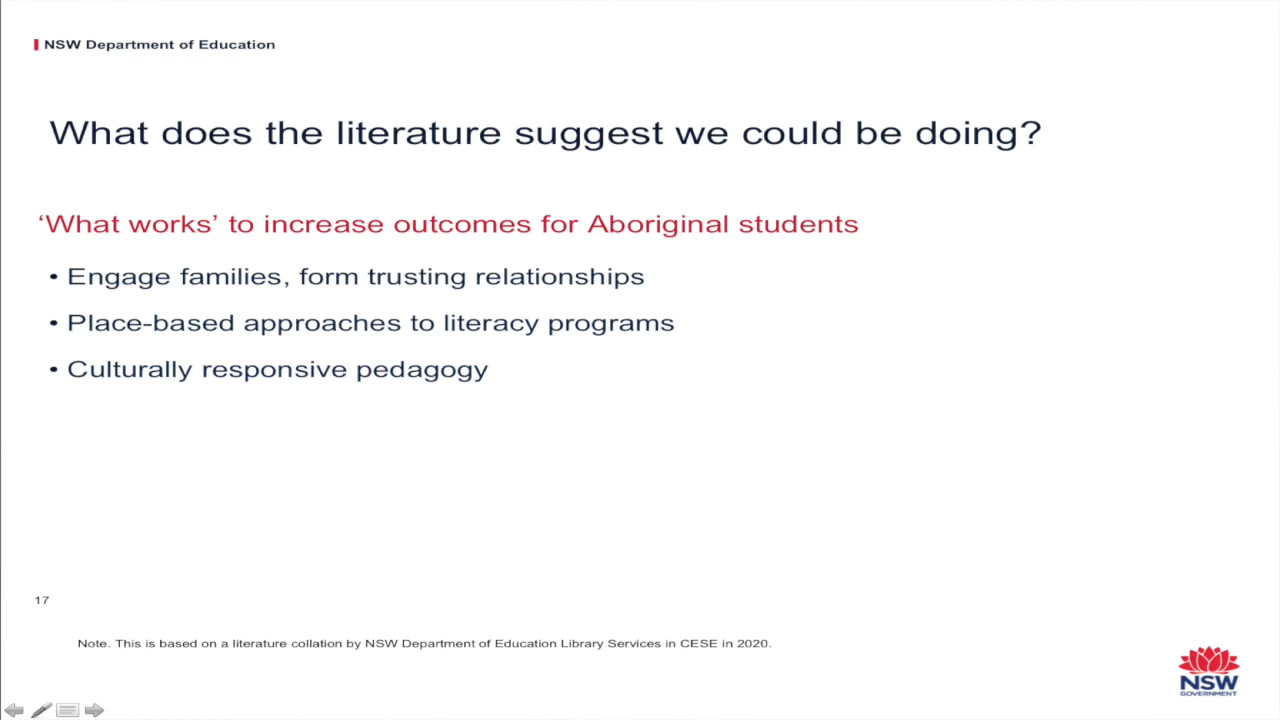 NSW Department of Education
What does the literature suggest we could be doing?
‘What works’ to increase outcomes for Aboriginal students
• Engage families, form trusting relationships
• Place-based approaches to literacy programs
• Culturally responsive pedagogy
17
Note. This is based on a literature collation by NSW Department of Education Library Services in CESE in 2020.
NSW
GOVERNMENT